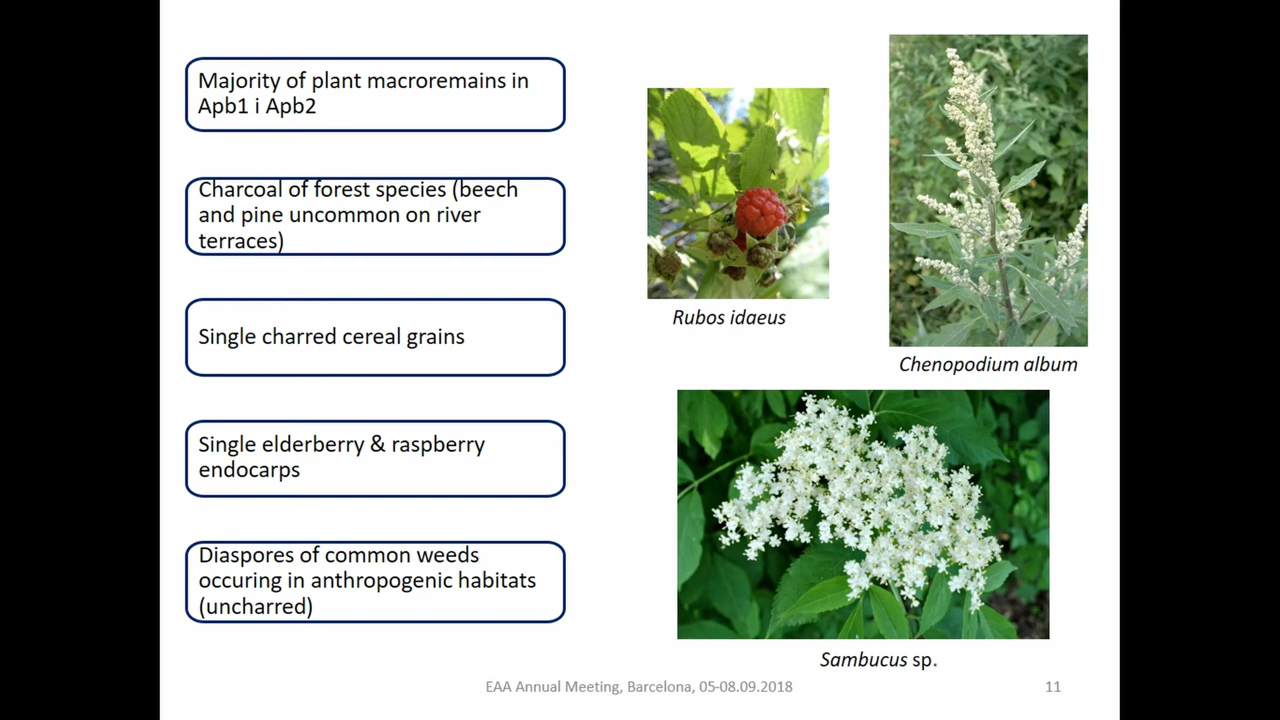 Majority of plant macroremains in
Apb1 i Apb2
Charcoal of forest species (beech
and pine uncommon on river
terraces)
Single charred cereal grains
Single elderberry & raspberry
endocarps
Diaspores of common weeds
occuring in anthropogenic habitats
(uncharred)
Rubos idaeus
Chenopodium album
Sambucus sp.
EAA Annual Meeting, Barcelona, 05-08.09.2018
11